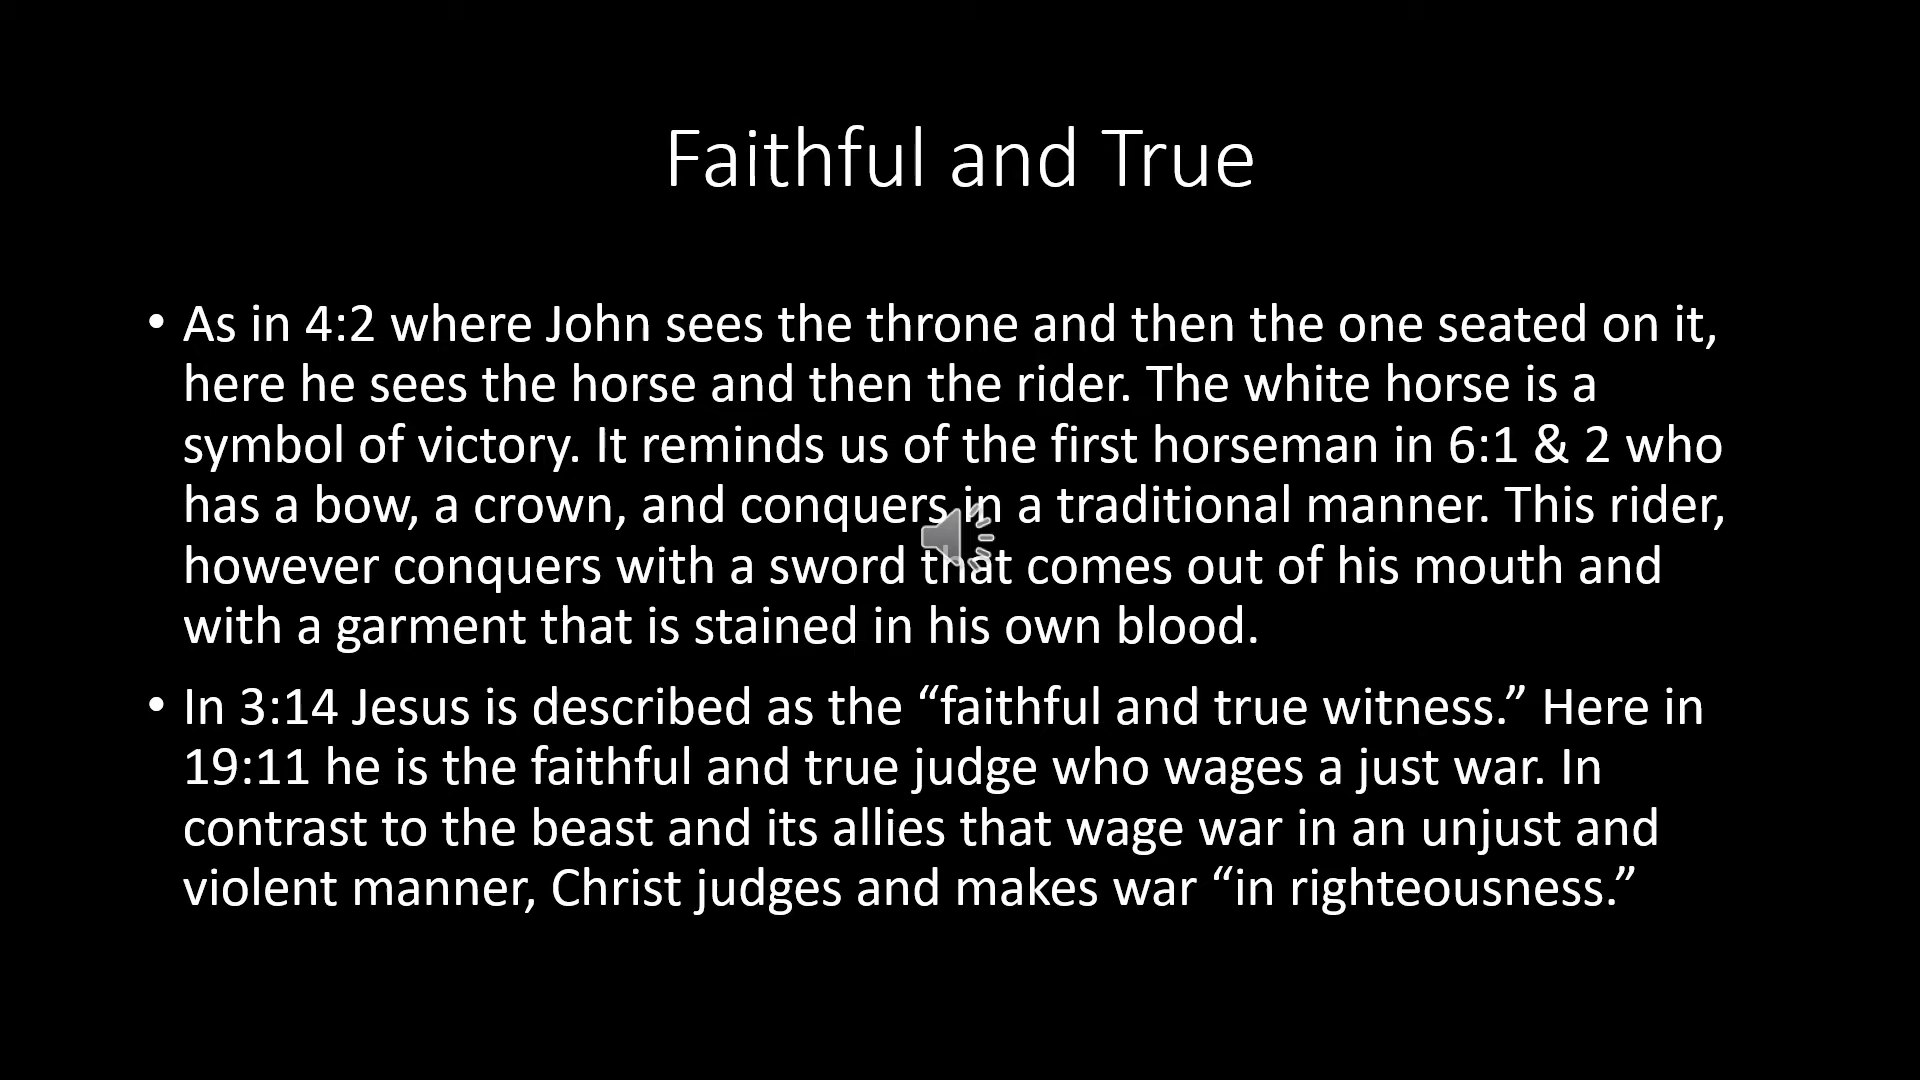 Faithful and True
• As in 4:2 where John sees the throne and then the one seated on it,
here he sees the horse and then the rider. The white horse is a
symbol of victory. It reminds us of the first horseman in 6:1 & 2 who
has a bow, a crown, and conquers in a traditional manner. This rider,
however conquers with a sword that comes out of his mouth and
with a garment that is stained in his own blood.
• In 3:14 Jesus is described as the “faithful and true witness.” Here in
19:11 he is the faithful and true judge who wages a just war. In
contrast to the beast and its allies that wage war in an unjust and
violent manner, Christ judges and makes war “in righteousness.”